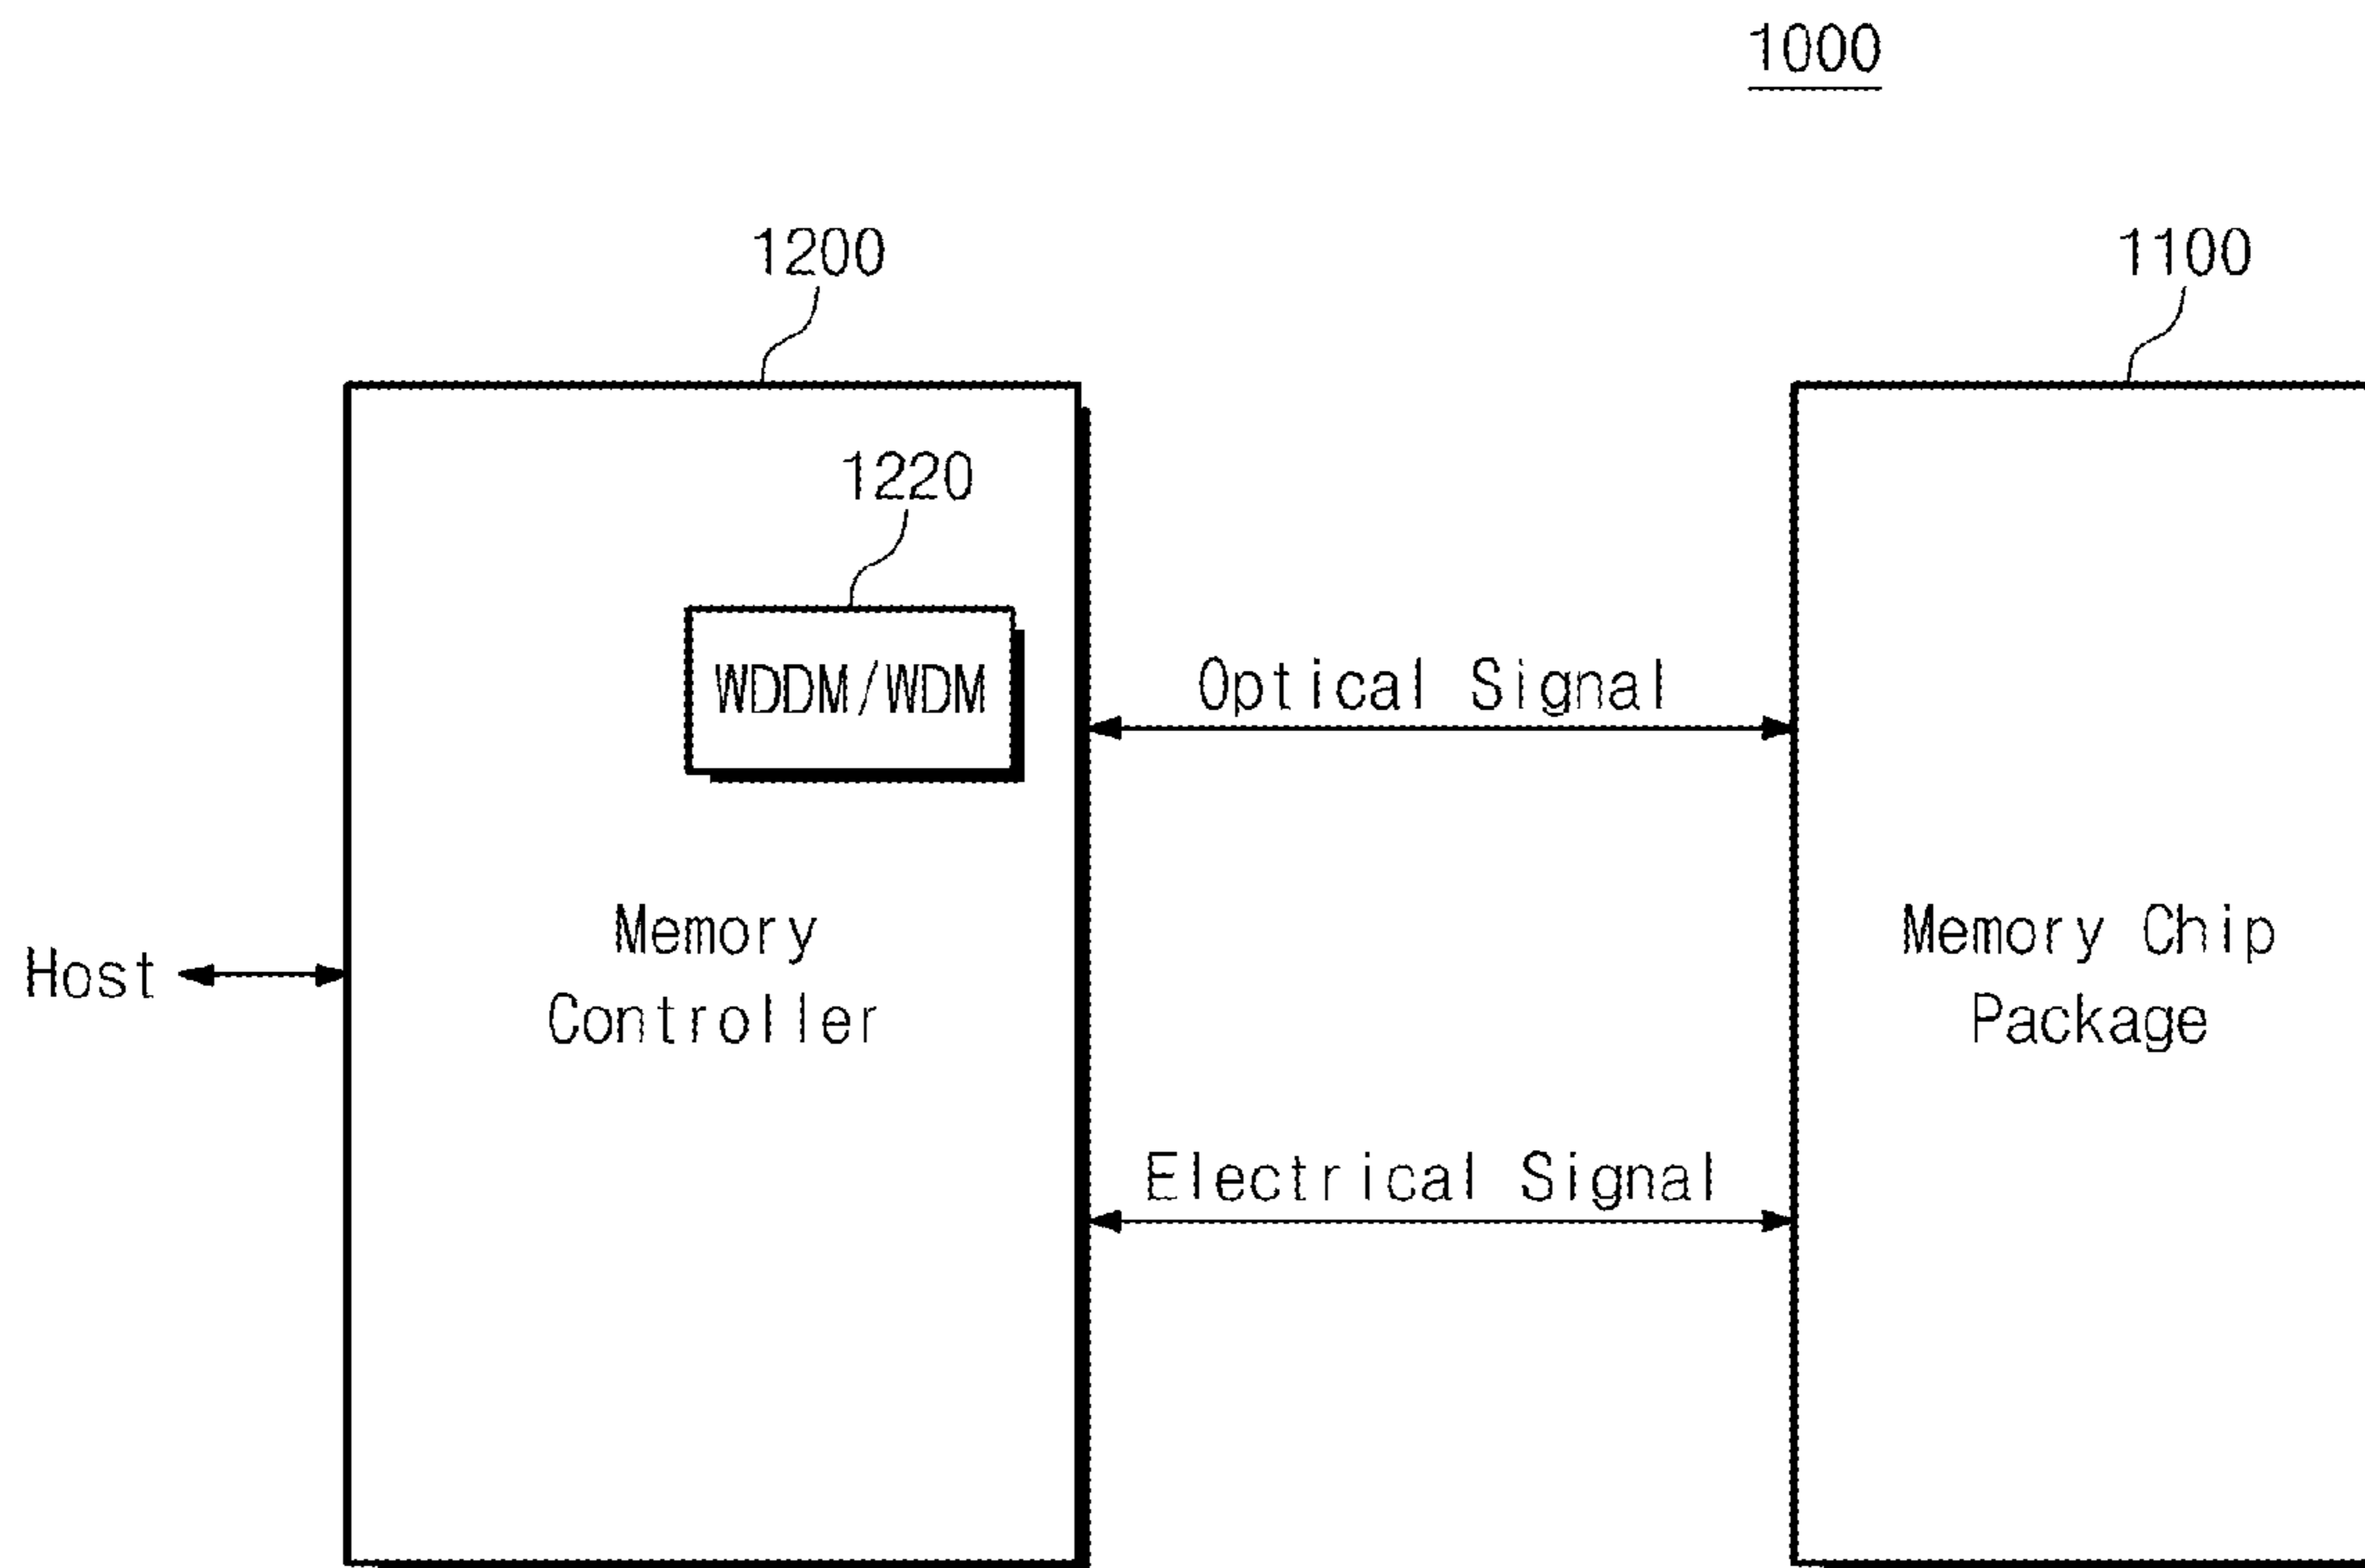 1000
1200
1100
1220
WDDM/WDM
Optical Signal
Host
Memory
Controller
Memory Chip
Package
Electrical Signal